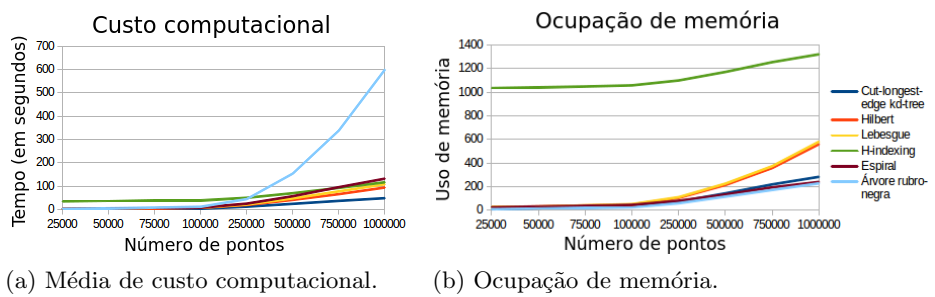 Custo computacional
Tempo (em segundos)
700
600
500
400
300
200
100
0
25000 50000 75000 100000 250000 500000 750000 1000000
Número de pontos
(a) Média de custo computacional.
Ocupação de memória
Uso de memória
1400
1200
1000
800
600
400
200
0
25000 50000 75000 100000 250000 500000 750000 1000000
Número de pontos
Cut-longest-
edge kd-tree
Hilbert
Lebesgue
H-indexing
Espiral
Árvore rubro-
negra
(b) Ocupação de memória.